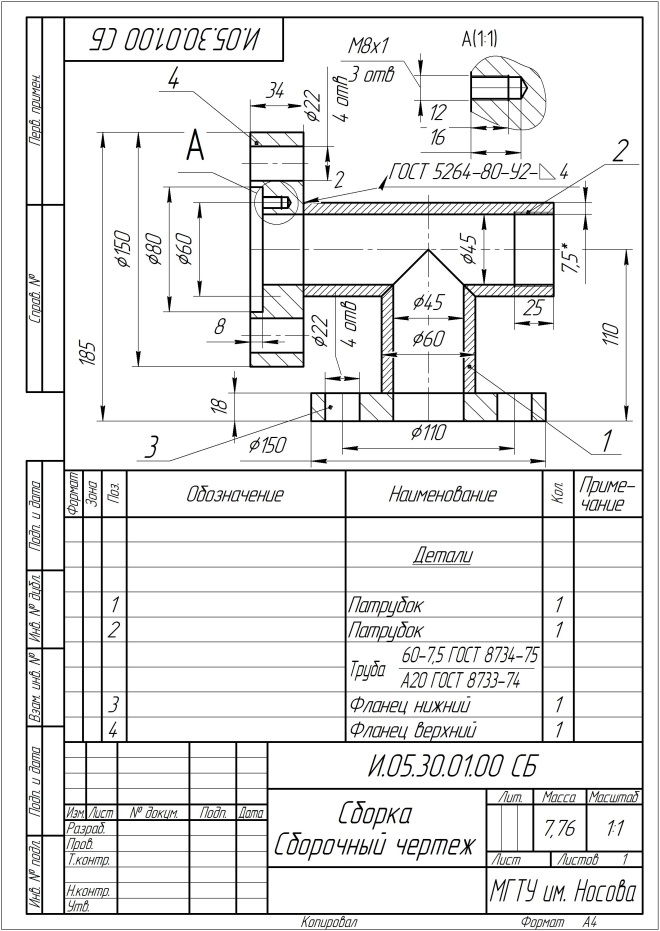 И.05.30.01.00 СБ
Перв. примен.
Справ. №
Подп. и дата
Инв. № дубл.
Взам. инв. №
Подп. и дата
Инв. № подл.
М8х1
3 отв
А(1:1)
12
16
4
34
⌀22
4 отв
А
2
ГОСТ 5264-80-У2-◺ 4
2
185
⌀150
⌀80
⌀60
⌀45
7,5*
110
8
⌀22
4 отв
⌀45
⌀60
25
18
3
⌀110
⌀150
1
Формат Зона Поз. Обозначение Наименование Кол. Приме-
чание
Детали
1 Патрубок 1
2 Патрубок 1
Труба 60-7,5 ГОСТ 8734-75
А20 ГОСТ 8733-74
3 Фланец нижний 1
4 Фланец верхний 1
И.05.30.01.00 СБ
Изм. Лист № докум. Подп. Дата
Разраб.
Пров.
Т.контр.
Н.контр.
Утв.
Сборка
Сборочный чертеж
Лит. Масса Масштаб
7,76 1:1
Лист Листов 1
МГТУ им. Носова
Копировал Формат А4